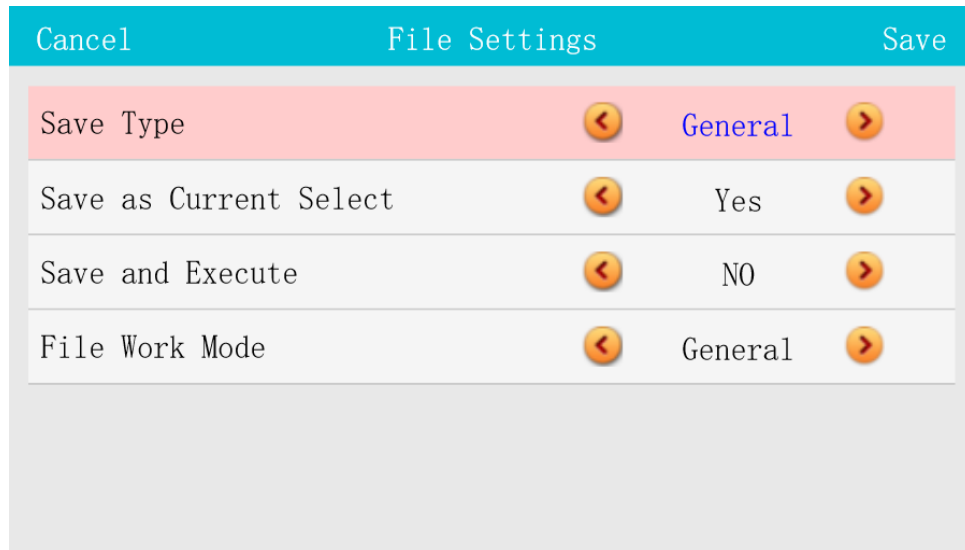 Cancel File Settings Save
Save Type General
Save as Current Select Yes
Save and Execute NO
File Work Mode General